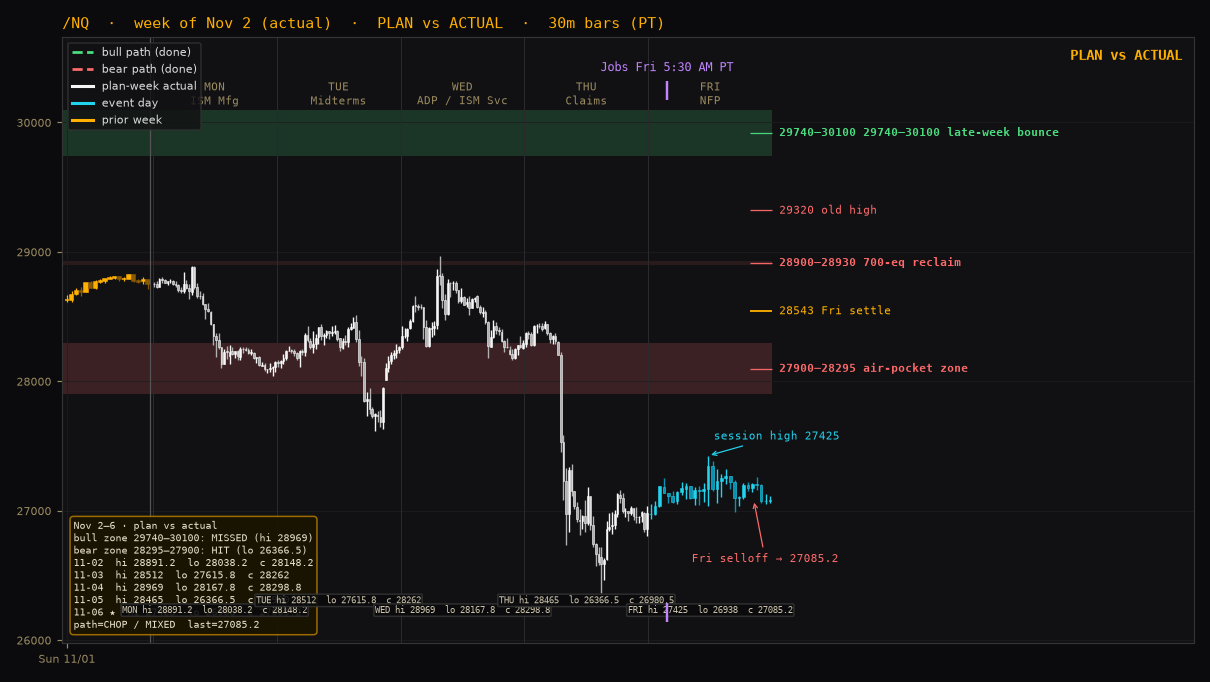 /NQ · week of Nov 2 (actual) · PLAN vs ACTUAL · 30m bars (PT)
PLAN vs ACTUAL
bull path (done)
bear path (done)
plan-week actual
event day
prior week
Jobs Fri 5:30 AM PT
MON
ISM Mfg
TUE
Midterms
WED
ADP / ISM Svc
THU
Claims
FRI
NFP
30000
29000
28000
27000
26000
29740–30100 29740–30100 late-week bounce
29320 old high
28900–28930 700-eq reclaim
28543 Fri settle
27900–28295 air-pocket zone
session high 27425
Fri selloff → 27085.2
Nov 2–6 · plan vs actual
bull zone 29740–30100: MISSED (hi 28969)
bear zone 28295–27900: HIT (lo 26366.5)
11-02 hi 28891.2 lo 28038.2 c 28148.2
11-03 hi 28512 lo 27615.8 c 28262
11-04 hi 28969 lo 28167.8 c 28298.8
11-05 hi 28465 lo 26366.5 c
11-06 ★
path=CHOP / MIXED last=27085.2
MON hi 28891.2 lo 28038.2 c 28148.2
TUE hi 28512 lo 27615.8 c 28262
WED hi 28969 lo 28167.8 c 28298.8
THU hi 28465 lo 26366.5 c 26980.5
FRI hi 27425 lo 26938 c 27085.2
Sun 11/01